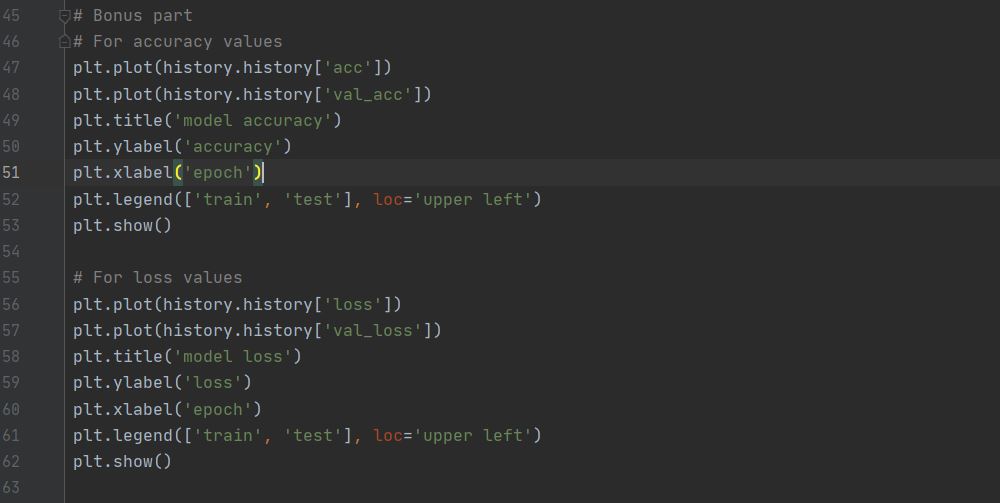 45 # Bonus part
46 # For accuracy values
47 plt.plot(history.history['acc'])
48 plt.plot(history.history['val_acc'])
49 plt.title('model accuracy')
50 plt.ylabel('accuracy')
51 plt.xlabel('epoch')
52 plt.legend(['train', 'test'], loc='upper left')
53 plt.show()
54
55 # For loss values
56 plt.plot(history.history['loss'])
57 plt.plot(history.history['val_loss'])
58 plt.title('model loss')
59 plt.ylabel('loss')
60 plt.xlabel('epoch')
61 plt.legend(['train', 'test'], loc='upper left')
62 plt.show()
63